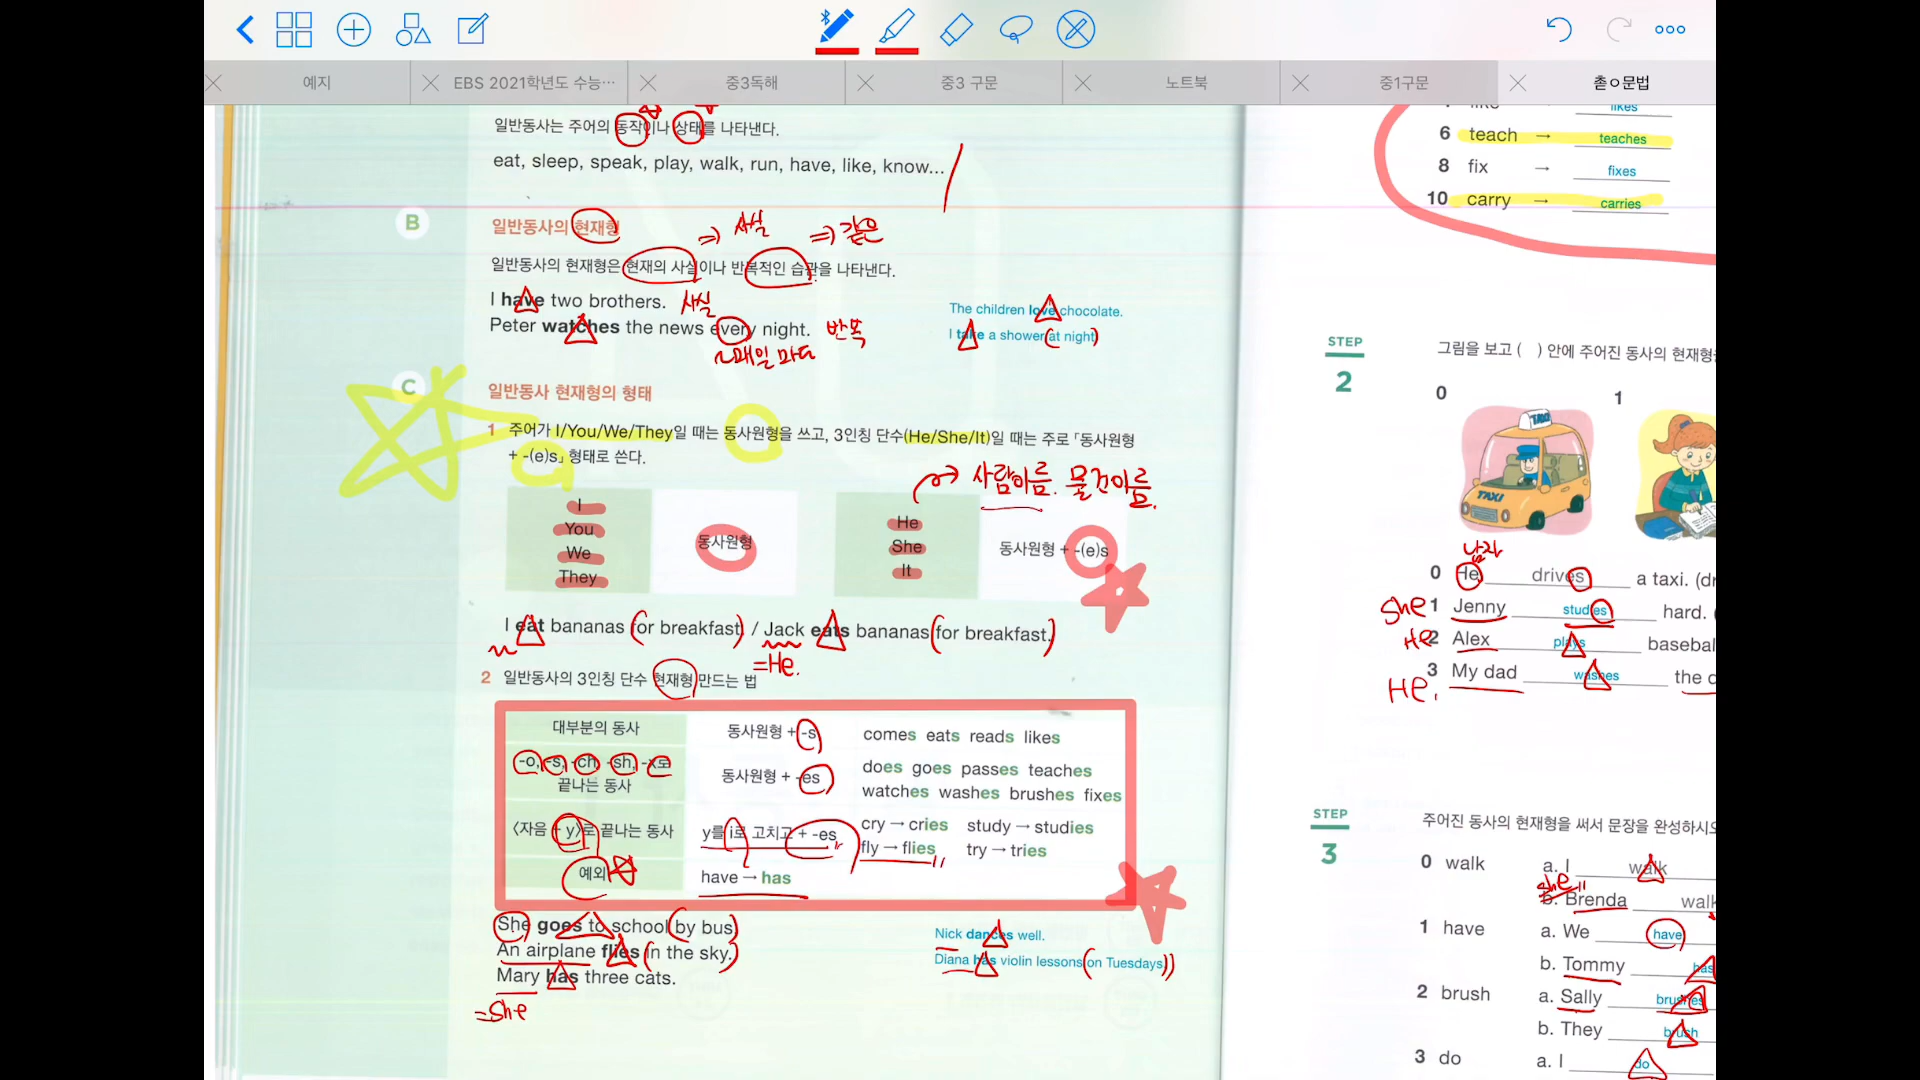 예지
EBS 2021학년도 수능…
중3독해
중3 구문
노트북
중1구문
촏ㅇ문법
일반동사는 주어의 동작이나 상태를 나타낸다.
eat, sleep, speak, play, walk, run, have, like, know...
B
일반동사의 현재형
⇒ 사실
⇒ 같은
일반동사의 현재형은 현재의 사실이나 반복적인 습관을 나타낸다.
I have two brothers. 사실
Peter watches the news every night. 반복
~매일 마다
The children love chocolate.
I take a shower at night
C
일반동사 현재형의 형태
1 주어가 I/You/We/They일 때는 동사원형을 쓰고, 3인칭 단수(He/She/It)일 때는 주로 「동사원형
+ -(e)s」 형태로 쓴다.
→ 사람이름. 물건이름.
I
You
We
They
동사원형
He
She
It
동사원형 + -(e)s
I eat bananas (for breakfast) / Jack eats bananas (for breakfast.)
=He.
2 일반동사의 3인칭 단수 현재형 만드는 법
대부분의 동사
동사원형 + -s
comes eats reads likes
-o, -s, -ch, -sh, -x로
끝나는 동사
동사원형 + -es
does goes passes teaches
watches washes brushes fixes
〈자음 + y〉로 끝나는 동사
y를 i로 고치고 + -es
cry → cries study → studies
fly → flies try → tries
예외
have → has
She goes to school (by bus)
An airplane flies (in the sky.)
Mary has three cats.
=She
Nick dances well.
Diana has violin lessons (on Tuesdays)
like → likes
6 teach → teaches
8 fix → fixes
10 carry → carries
STEP
2
그림을 보고 ( ) 안에 주어진 동사의 현재형을
0
1
TAXI
TAXI
남자
0 He drives a taxi. (dr
She 1 Jenny studies hard. (
He 2 Alex plays baseball
He. 3 My dad washes the c
STEP
3
주어진 동사의 현재형을 써서 문장을 완성하시오
0 walk a. I walk
she
b. Brenda walk
1 have a. We have
b. Tommy has
2 brush a. Sally brushes
b. They brush
3 do a. I do